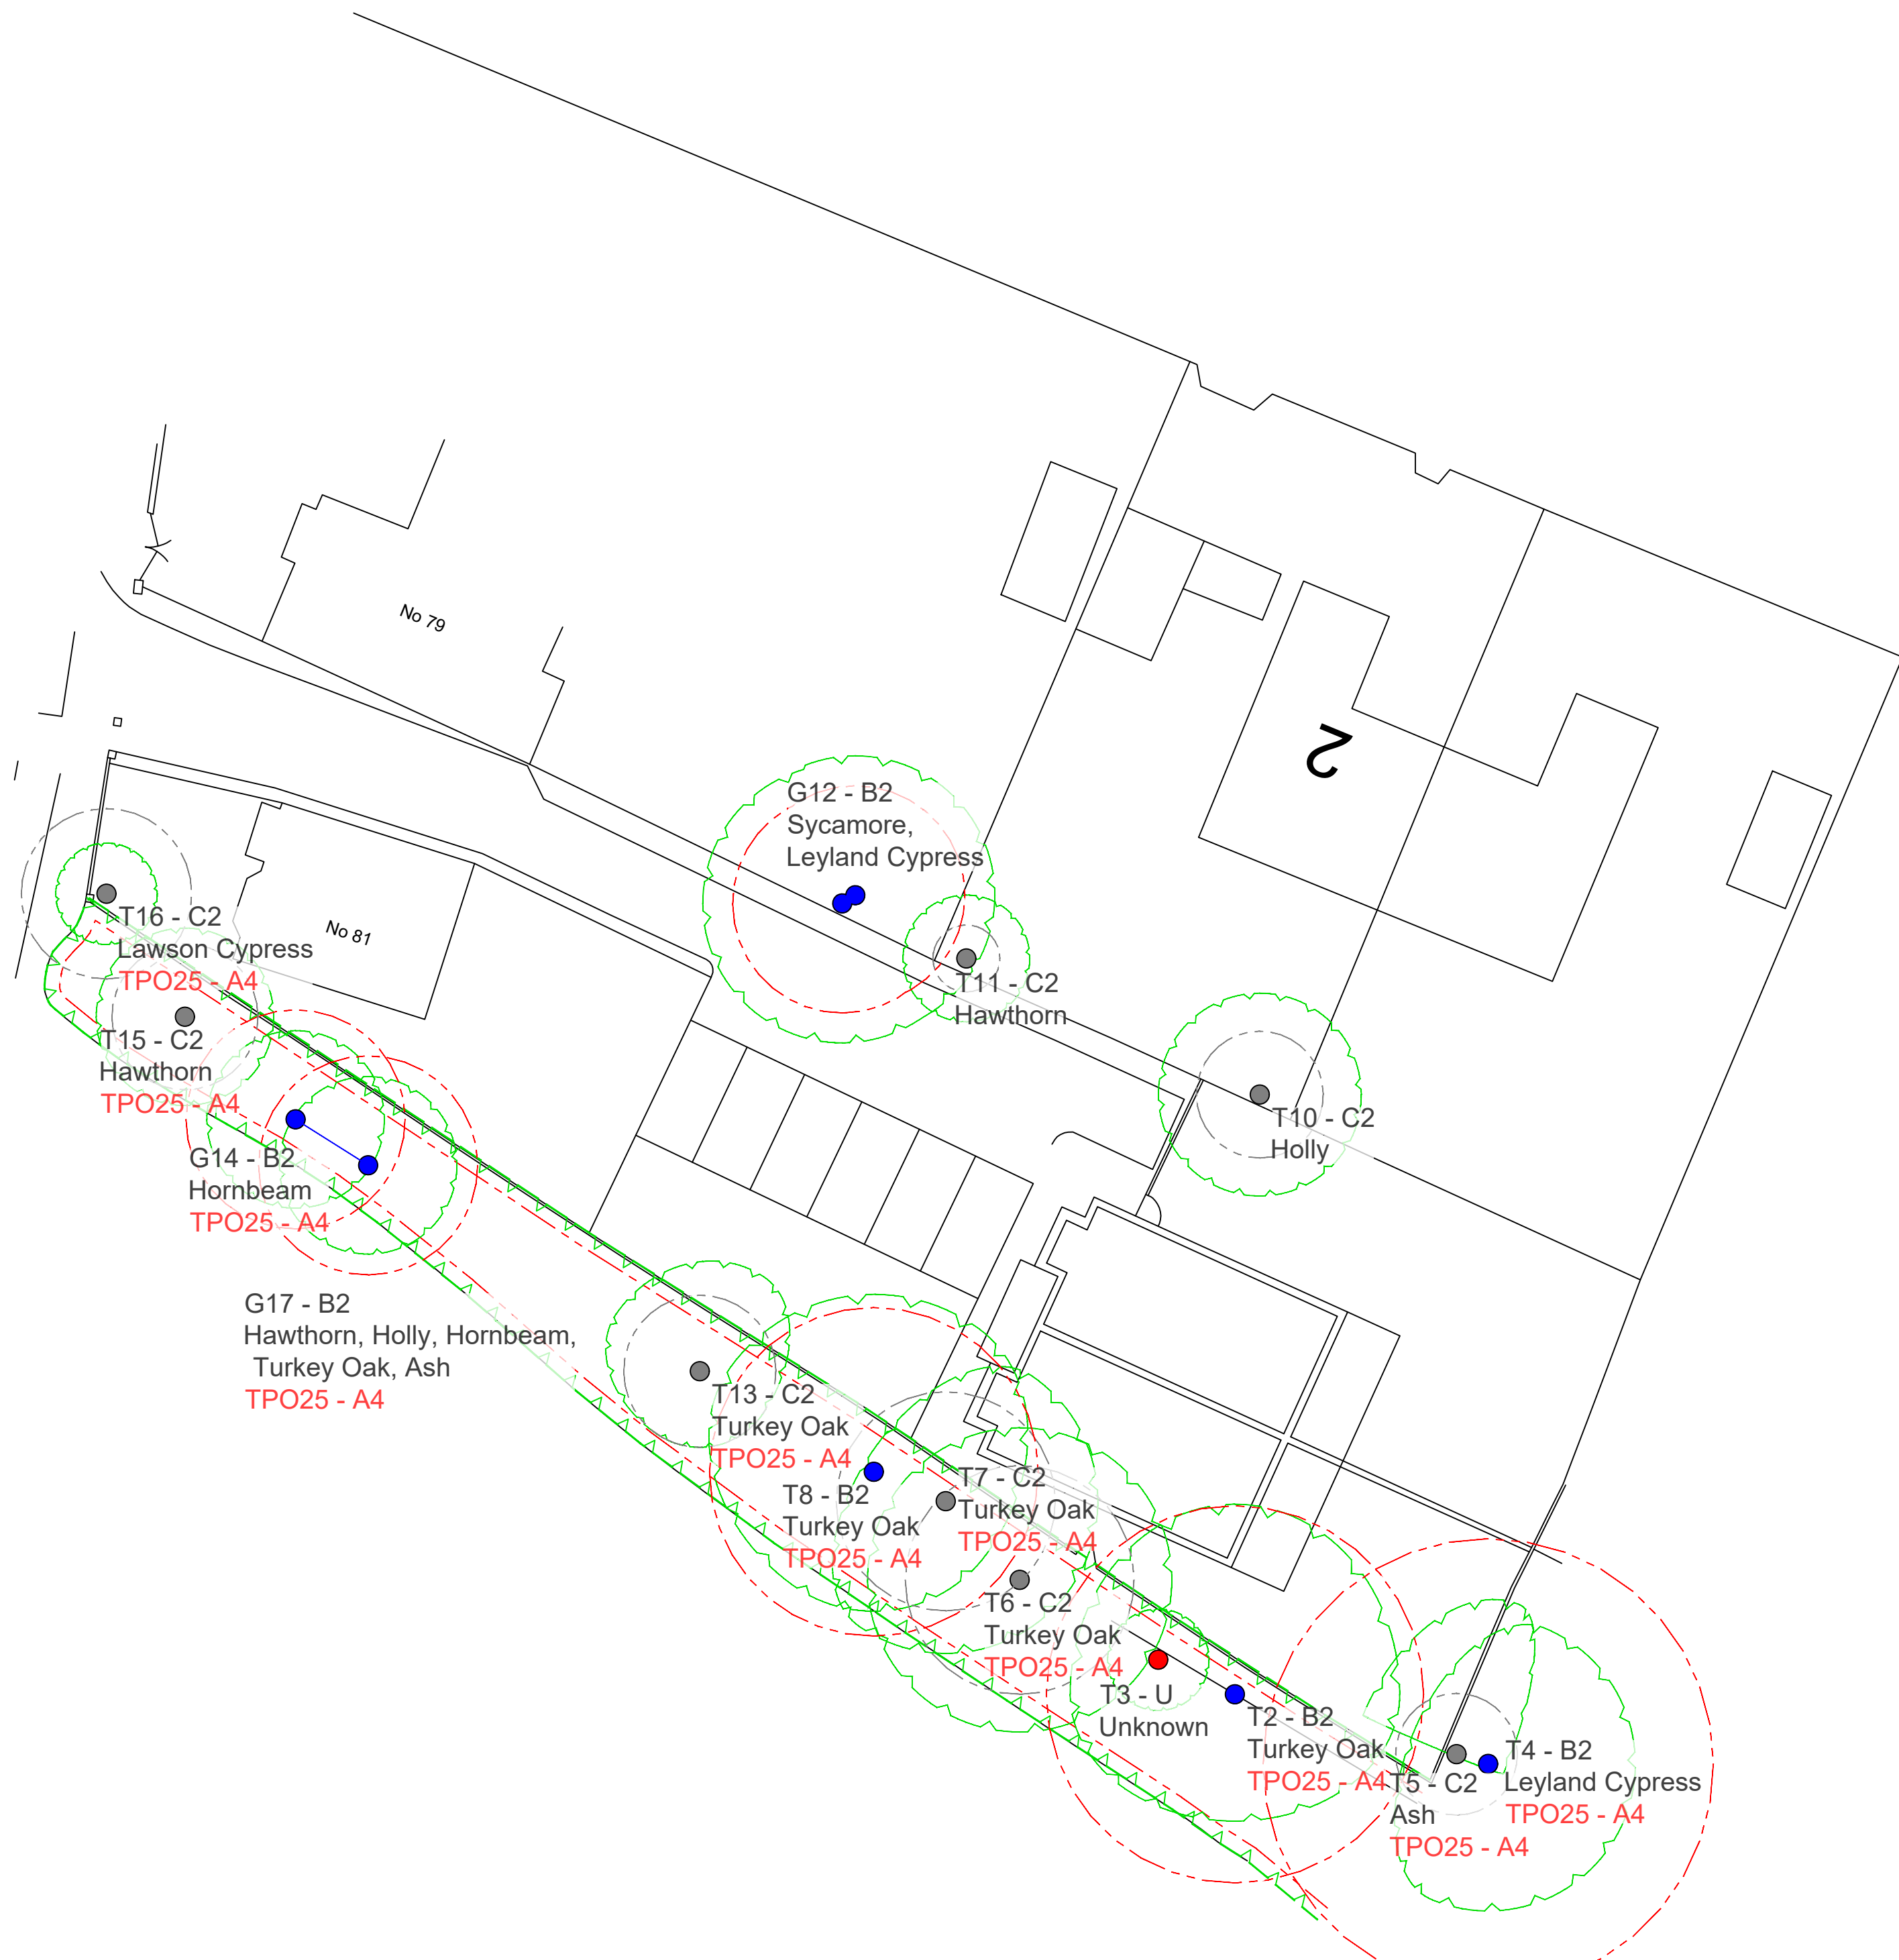 No 79
2
G12 - B2
Sycamore,
Leyland Cypress
T16 - C2
Lawson Cypress
TPO25 - A4
No 81
T11 - C2
Hawthorn
T15 - C2
Hawthorn
TPO25 - A4
T10 - C2
Holly
G14 - B2
Hornbeam
TPO25 - A4
G17 - B2
Hawthorn, Holly, Hornbeam,
Turkey Oak, Ash
TPO25 - A4
T13 - C2
Turkey Oak
TPO25 - A4
T8 - B2
Turkey Oak
TPO25 - A4
T7 - C2
Turkey Oak
TPO25 - A4
T6 - C2
Turkey Oak
TPO25 - A4
T3 - U
Unknown
T2 - B2
Turkey Oak
TPO25 - A4
T5 - C2
Ash
TPO25 - A4
T4 - B2
Leyland Cypress
TPO25 - A4